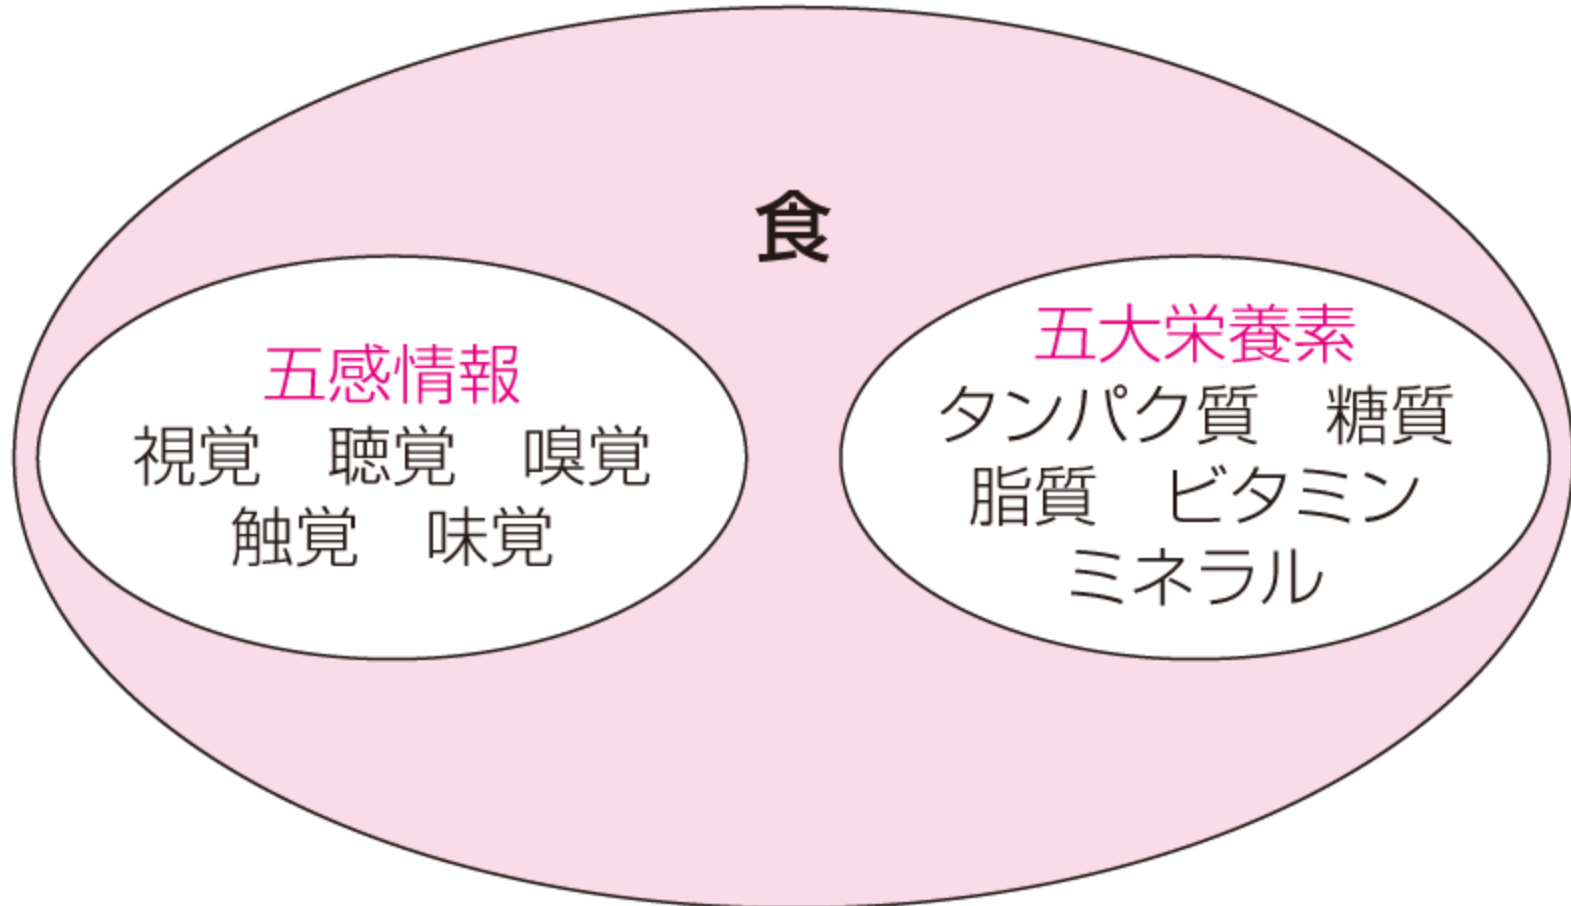 食
五感情報
視覚　聴覚　嗅覚
触覚　味覚
五大栄養素
タンパク質　糖質
脂質　ビタミン
ミネラル